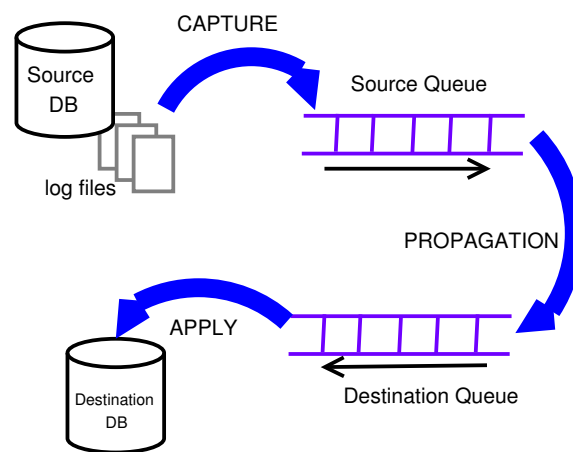 CAPTURE
Source
DB
Source Queue
log files
PROPAGATION
APPLY
Destination
DB
Destination Queue